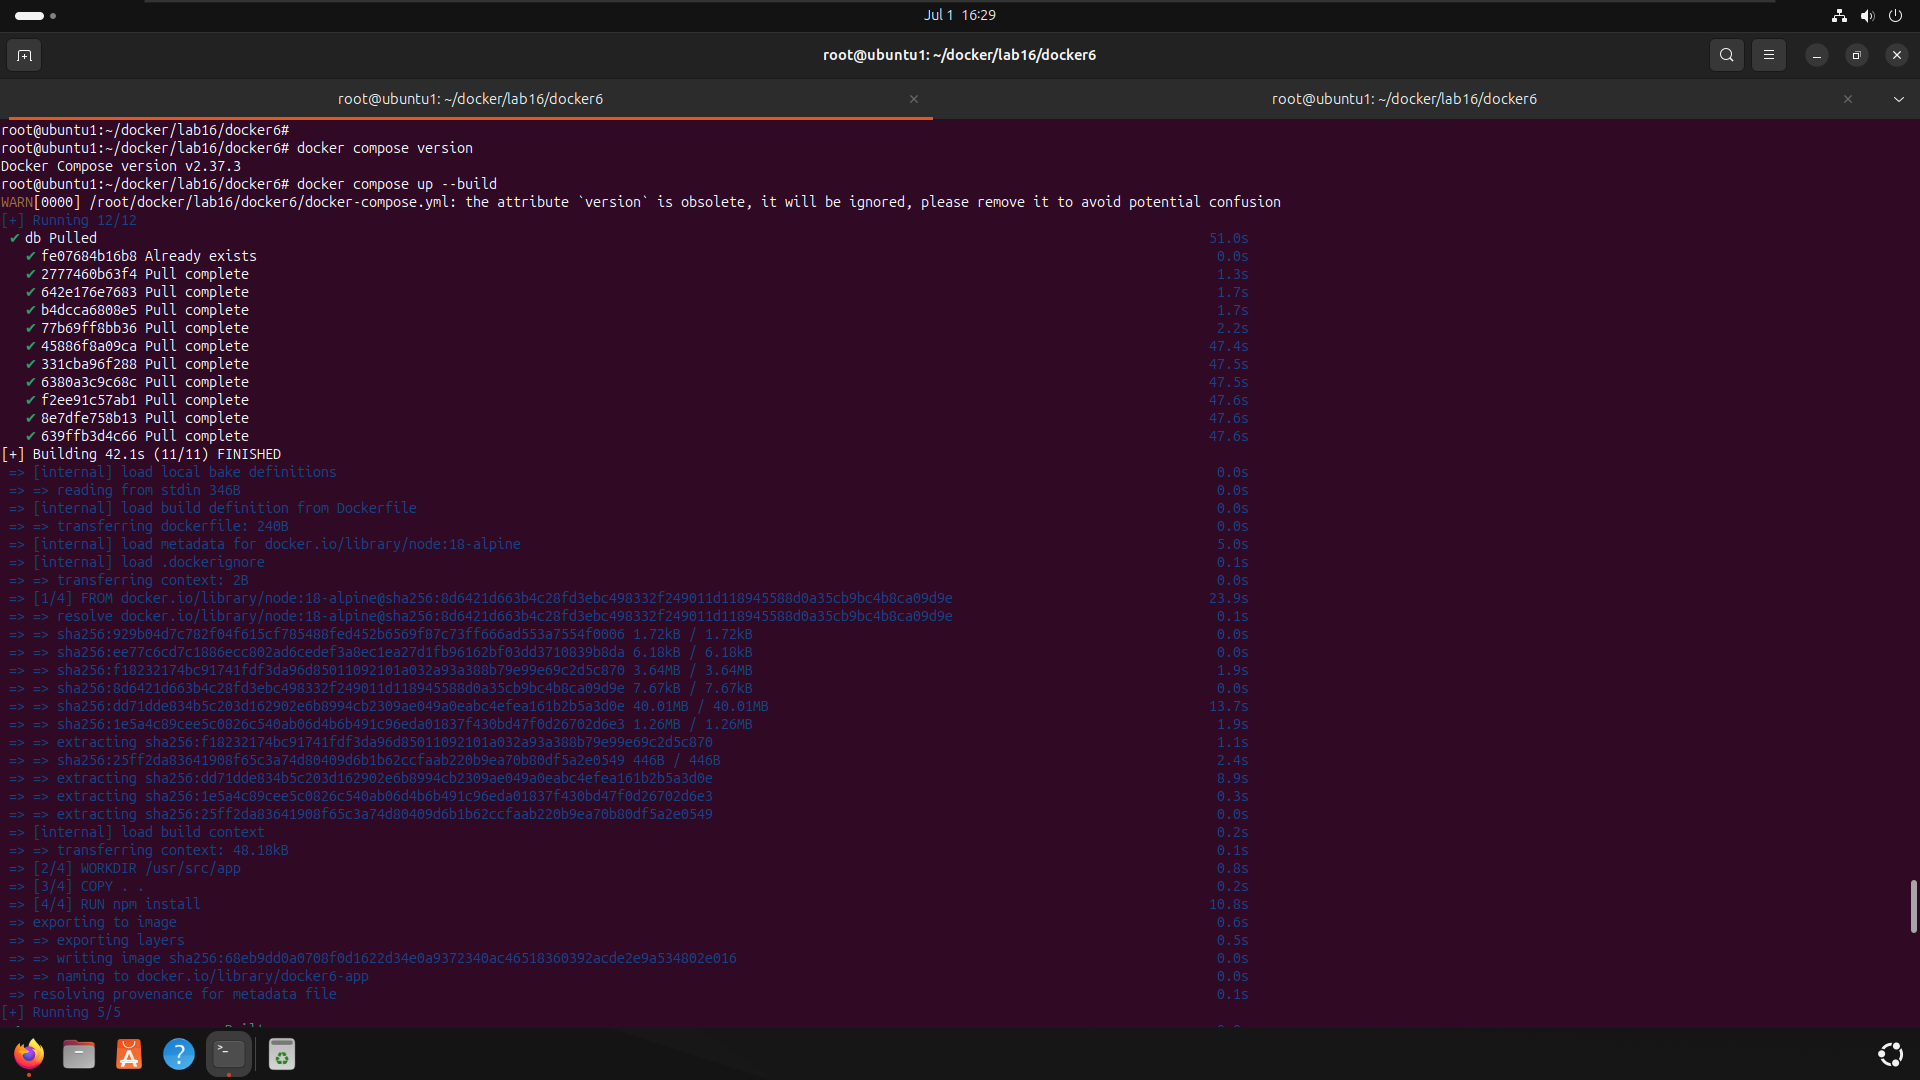 Jul 1 16:29
root@ubuntu1: ~/docker/lab16/docker6
root@ubuntu1: ~/docker/lab16/docker6
root@ubuntu1: ~/docker/lab16/docker6
root@ubuntu1:~/docker/lab16/docker6#
root@ubuntu1:~/docker/lab16/docker6# docker compose version
Docker Compose version v2.37.3
root@ubuntu1:~/docker/lab16/docker6# docker compose up --build
WARN[0000] /root/docker/lab16/docker6/docker-compose.yml: the attribute `version` is obsolete, it will be ignored, please remove it to avoid potential confusion
[+] Running 12/12
✔ db Pulled 51.0s
✔ fe07684b16b8 Already exists 0.0s
✔ 2777460b63f4 Pull complete 1.3s
✔ 642e176e7683 Pull complete 1.7s
✔ b4dcca6808e5 Pull complete 1.7s
✔ 77b69ff8bb36 Pull complete 2.2s
✔ 45886f8a09ca Pull complete 47.4s
✔ 331cba96f288 Pull complete 47.5s
✔ 6380a3c9c68c Pull complete 47.5s
✔ f2ee91c57ab1 Pull complete 47.6s
✔ 8e7dfe758b13 Pull complete 47.6s
✔ 639ffb3d4c66 Pull complete 47.6s
[+] Building 42.1s (11/11) FINISHED
=> [internal] load local bake definitions 0.0s
=> => reading from stdin 346B 0.0s
=> [internal] load build definition from Dockerfile 0.0s
=> => transferring dockerfile: 240B 0.0s
=> [internal] load metadata for docker.io/library/node:18-alpine 5.0s
=> [internal] load .dockerignore 0.1s
=> => transferring context: 2B 0.0s
=> [1/4] FROM docker.io/library/node:18-alpine@sha256:8d6421d663b4c28fd3ebc498332f249011d118945588d0a35cb9bc4b8ca09d9e 23.9s
=> => resolve docker.io/library/node:18-alpine@sha256:8d6421d663b4c28fd3ebc498332f249011d118945588d0a35cb9bc4b8ca09d9e 0.1s
=> => sha256:929b04d7c782f04f615cf785488fed452b6569f87c73ff666ad553a7554f0006 1.72kB / 1.72kB 0.0s
=> => sha256:ee77c6cd7c1886ecc802ad6cedef3a8ec1ea27d1fb96162bf03dd3710839b8da 6.18kB / 6.18kB 0.0s
=> => sha256:f18232174bc91741fdf3da96d85011092101a032a93a388b79e99e69c2d5c870 3.64MB / 3.64MB 1.9s
=> => sha256:8d6421d663b4c28fd3ebc498332f249011d118945588d0a35cb9bc4b8ca09d9e 7.67kB / 7.67kB 0.0s
=> => sha256:dd71dde834b5c203d162902e6b8994cb2309ae049a0eabc4efea161b2b5a3d0e 40.01MB / 40.01MB 13.7s
=> => sha256:1e5a4c89cee5c0826c540ab06d4b6b491c96eda01837f430bd47f0d26702d6e3 1.26MB / 1.26MB 1.9s
=> => extracting sha256:f18232174bc91741fdf3da96d85011092101a032a93a388b79e99e69c2d5c870 1.1s
=> => sha256:25ff2da83641908f65c3a74d80409d6b1b62ccfaab220b9ea70b80df5a2e0549 446B / 446B 2.4s
=> => extracting sha256:dd71dde834b5c203d162902e6b8994cb2309ae049a0eabc4efea161b2b5a3d0e 8.9s
=> => extracting sha256:1e5a4c89cee5c0826c540ab06d4b6b491c96eda01837f430bd47f0d26702d6e3 0.3s
=> => extracting sha256:25ff2da83641908f65c3a74d80409d6b1b62ccfaab220b9ea70b80df5a2e0549 0.0s
=> [internal] load build context 0.2s
=> => transferring context: 48.18kB 0.1s
=> [2/4] WORKDIR /usr/src/app 0.8s
=> [3/4] COPY . . 0.2s
=> [4/4] RUN npm install 10.8s
=> exporting to image 0.6s
=> => exporting layers 0.5s
=> => writing image sha256:68eb9dd0a0708f0d1622d34e0a9372340ac46518360392acde2e9a534802e016 0.0s
=> => naming to docker.io/library/docker6-app 0.0s
=> resolving provenance for metadata file 0.1s
[+] Running 5/5